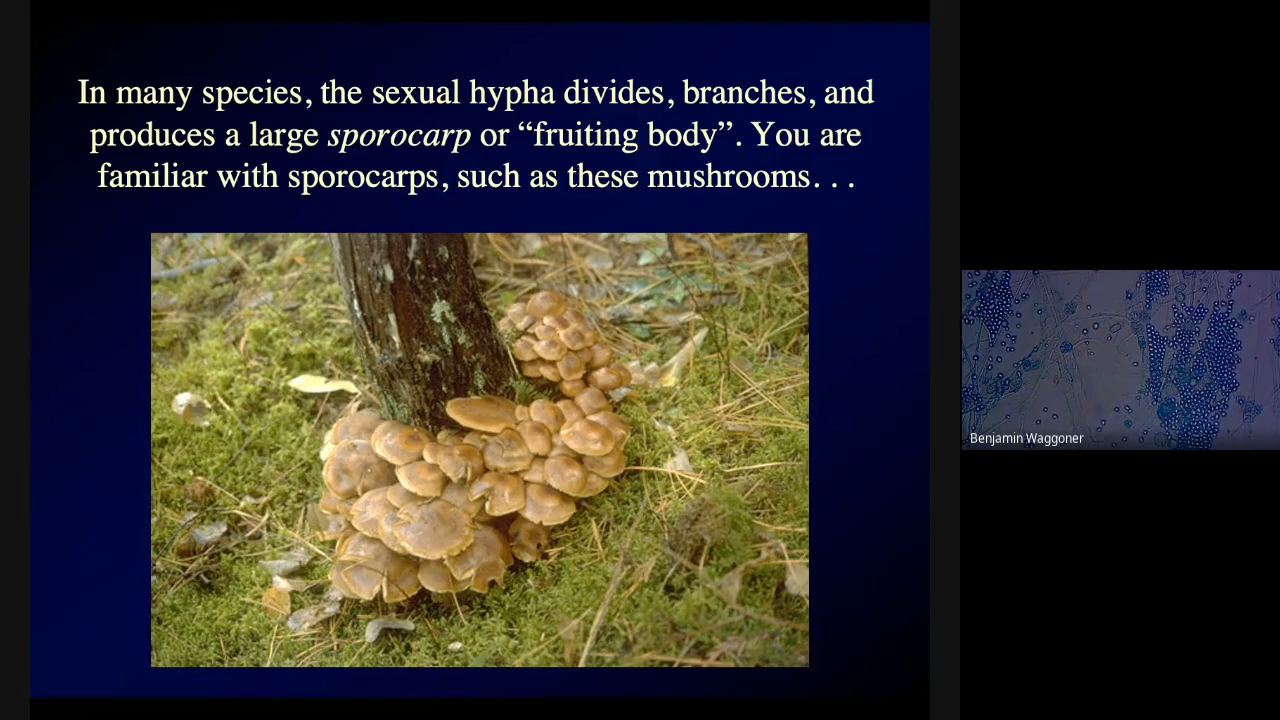 In many species, the sexual hypha divides, branches, and
produces a large sporocarp or “fruiting body”. You are
familiar with sporocarps, such as these mushrooms. . .
Benjamin Waggoner